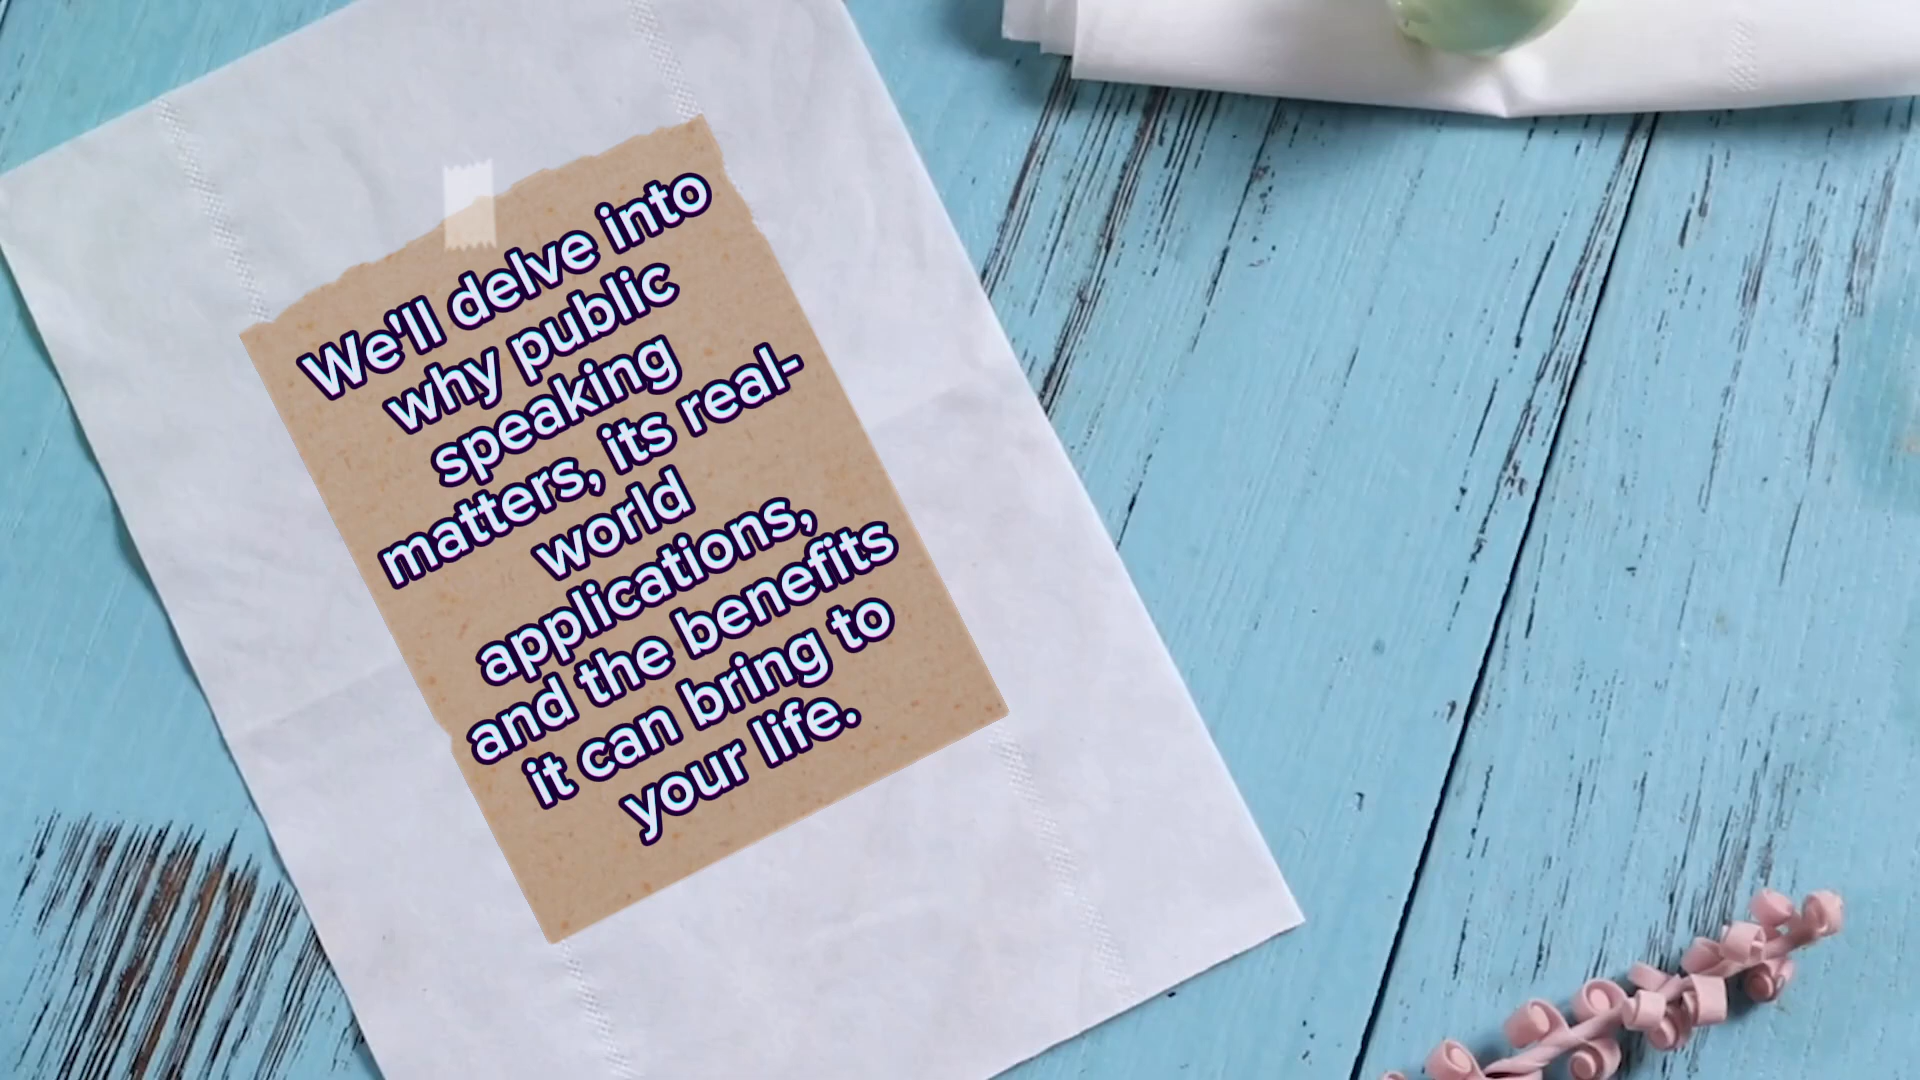 We'll delve into
why public
speaking
matters, its real-
world
applications,
and the benefits
it can bring to
your life.